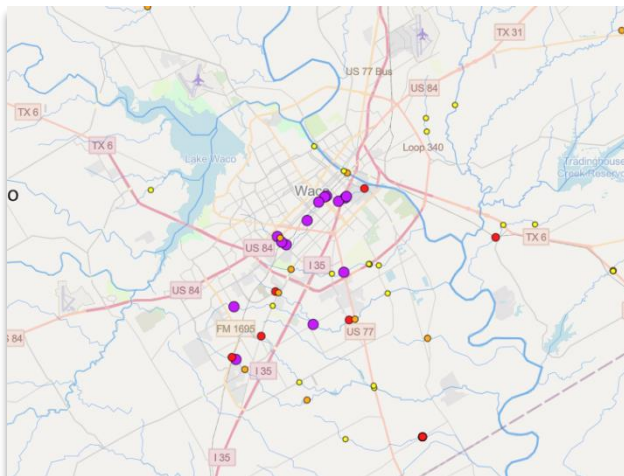 TX 31
US 77 Bus
US 84
TX 6
TX 6
Loop 340
Lake Waco
Tradinghouse
Creek Reservoir
o
Waco
TX 6
US 84
I 35
US 84
84
FM 1695
US 77
I 35
I 35